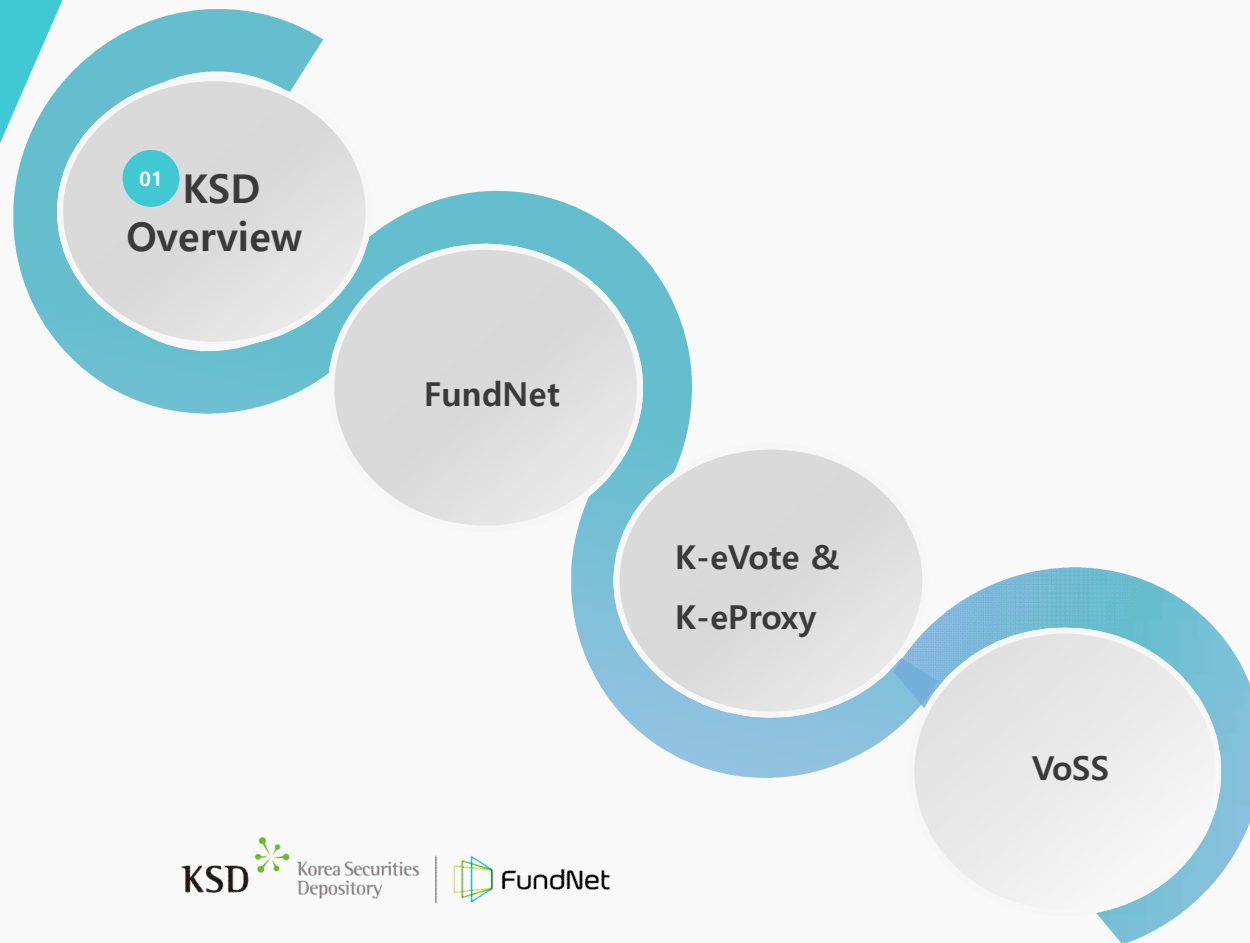 01
KSD
Overview
FundNet
K-eVote &
K-eProxy
VoSS
KSD
Korea Securities
Depository
FundNet